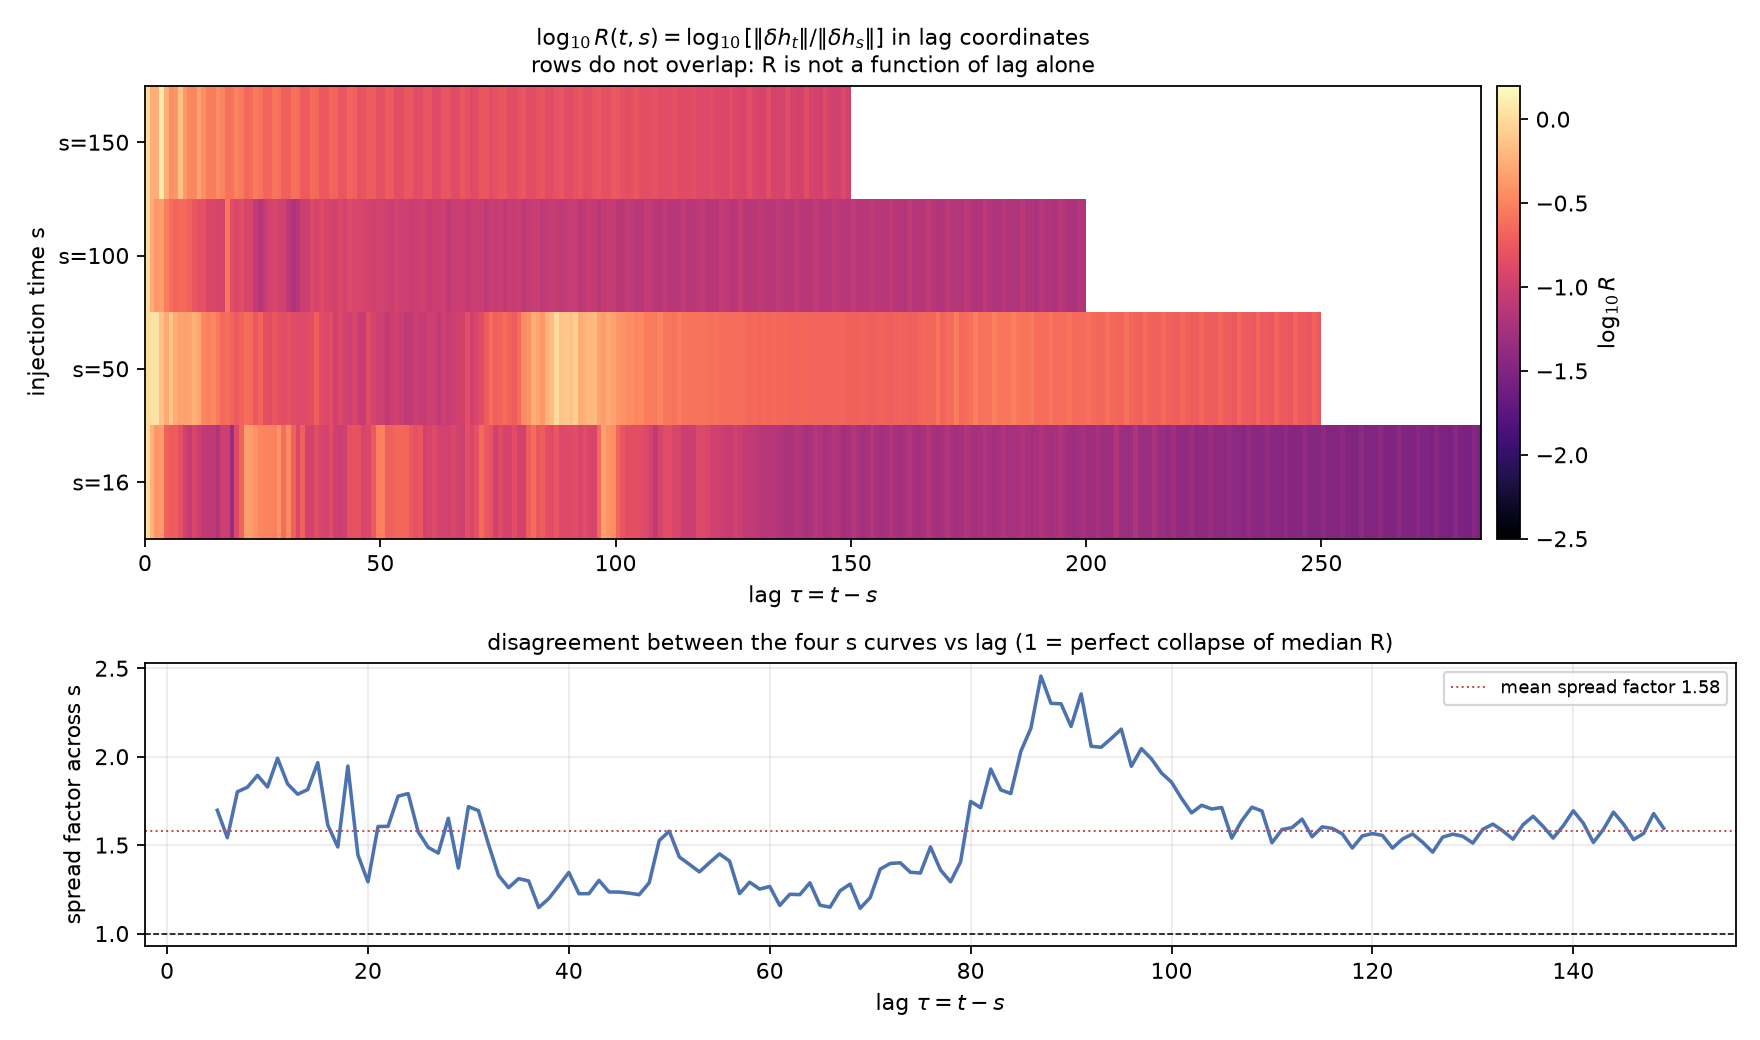 log₁₀ R(t, s) = log₁₀ [‖δhₜ‖/‖δhₛ‖] in lag coordinates
rows do not overlap: R is not a function of lag alone
injection time s
s=150
s=100
s=50
s=16
0 50 100 150 200 250
lag τ = t − s
0.0
−0.5
−1.0
−1.5
−2.0
−2.5
log₁₀ R
disagreement between the four s curves vs lag (1 = perfect collapse of median R)
spread factor across s
2.5
2.0
1.5
1.0
mean spread factor 1.58
0 20 40 60 80 100 120 140
lag τ = t − s